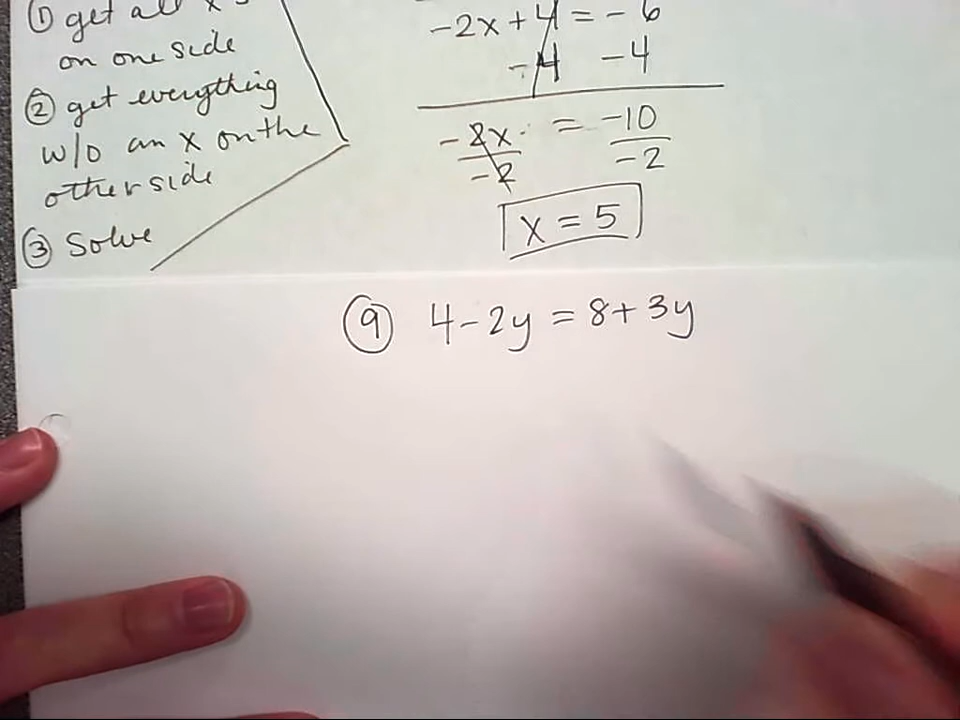 ① get all x's
on one side
② get everything
w/o an x on the
other side
③ Solve
-2x + 4 = -6
-4 -4
-2x = -10
-2 -2
x = 5
⑨ 4 - 2y = 8 + 3y